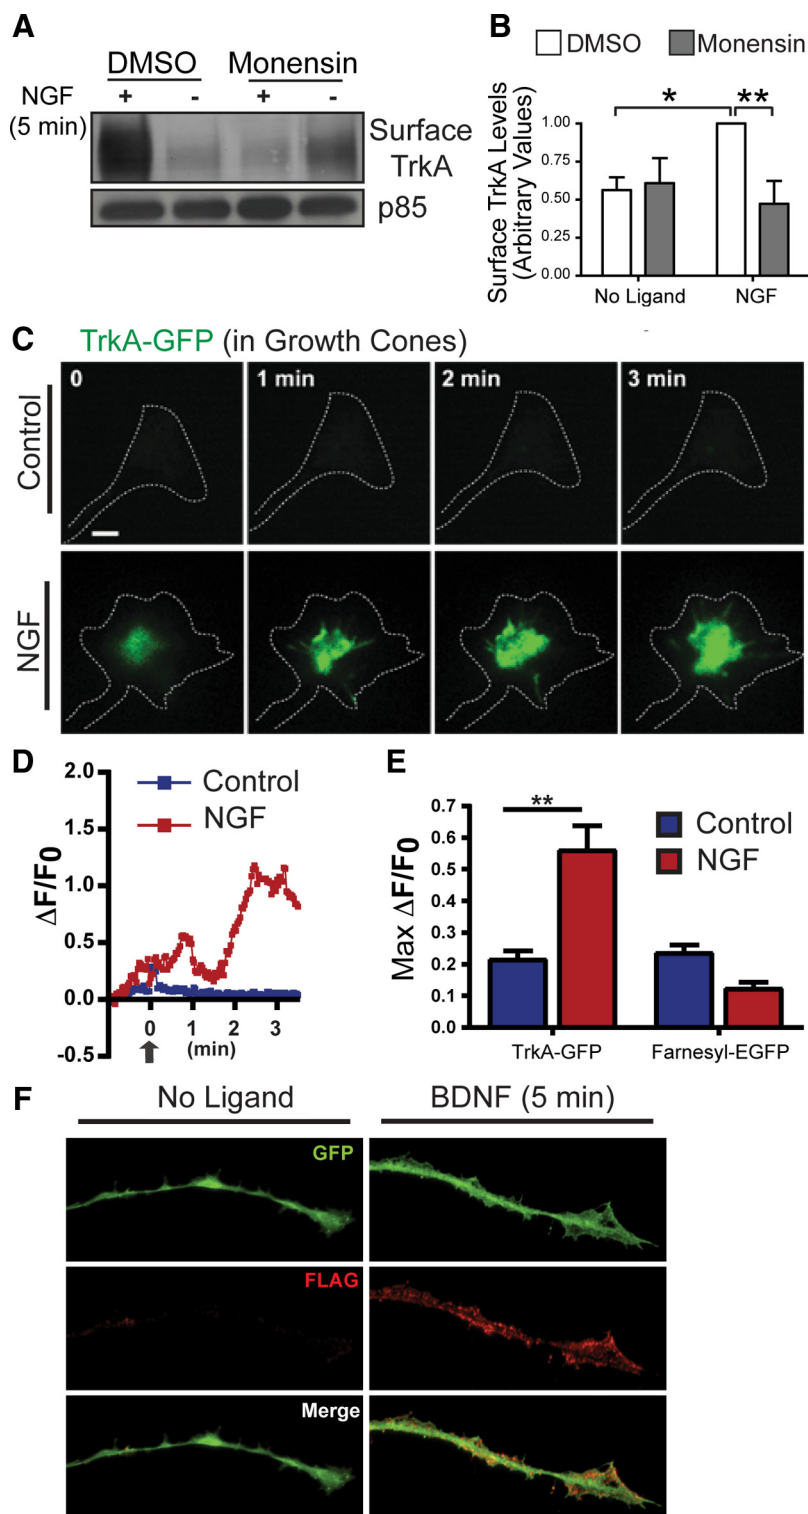 A
DMSO Monensin
NGF + - + -
(5 min)
Surface
TrkA
p85
B
DMSO Monensin
* **
Surface TrkA Levels
(Arbitrary Values)
1.00
0.75
0.50
0.25
0.00
No Ligand NGF
C TrkA-GFP (in Growth Cones)
Control
0 1 min 2 min 3 min
NGF
D
Control
NGF
ΔF/F0
2.0
1.5
1.0
0.5
0.0
-0.5
0 1 2 3
(min)
E
**
Control
NGF
Max ΔF/F0
0.7
0.6
0.5
0.4
0.3
0.2
0.1
0.0
TrkA-GFP Farnesyl-EGFP
F
No Ligand BDNF (5 min)
GFP
FLAG
Merge